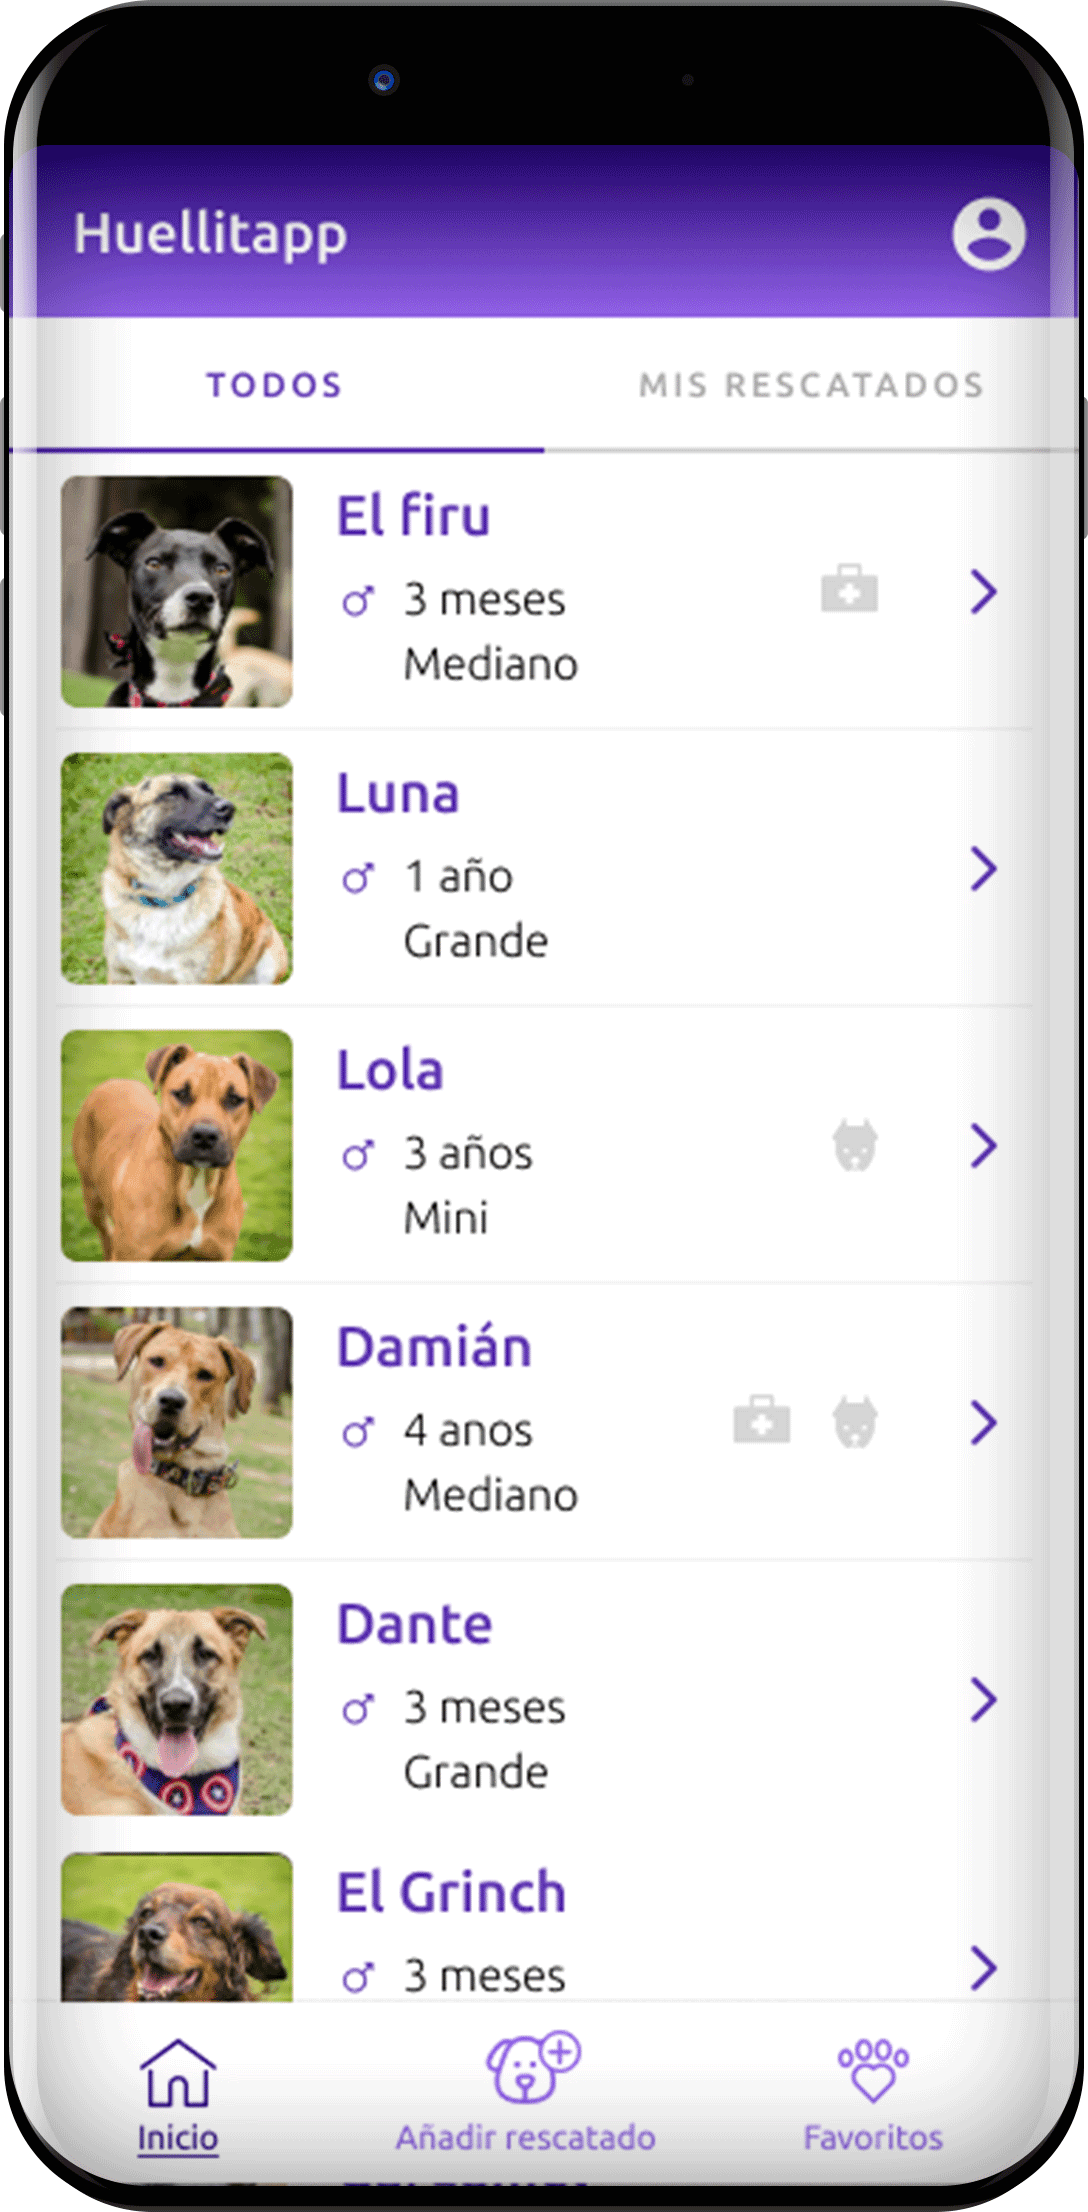 Huellitapp
TODOS
MIS RESCATADOS
El firu
3 meses
Mediano
Luna
1 año
Grande
Lola
3 años
Mini
Damián
4 anos
Mediano
Dante
3 meses
Grande
El Grinch
3 meses
Inicio
Añadir rescatado
Favoritos